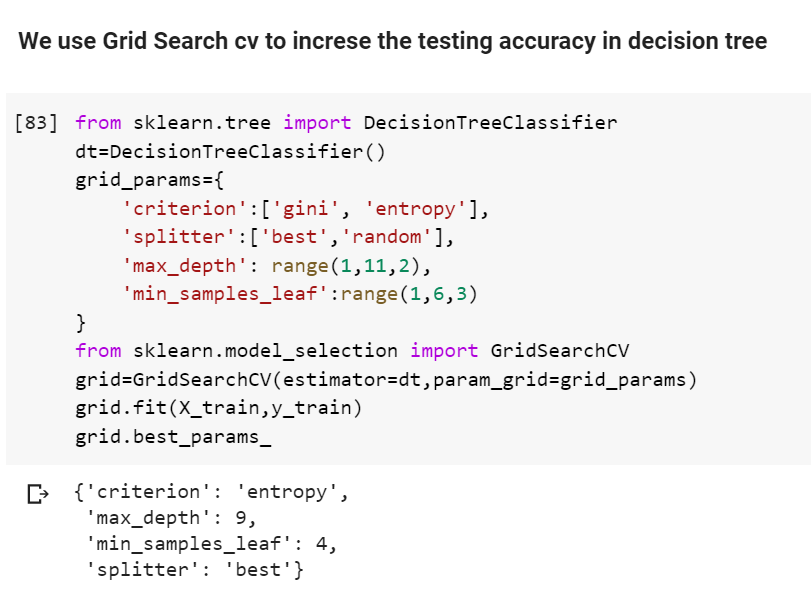 We use Grid Search cv to increse the testing accuracy in decision tree
[83] from sklearn.tree import DecisionTreeClassifier
dt=DecisionTreeClassifier()
grid_params={
    'criterion':['gini', 'entropy'],
    'splitter':['best','random'],
    'max_depth': range(1,11,2),
    'min_samples_leaf':range(1,6,3)
}
from sklearn.model_selection import GridSearchCV
grid=GridSearchCV(estimator=dt,param_grid=grid_params)
grid.fit(X_train,y_train)
grid.best_params_
{'criterion': 'entropy',
 'max_depth': 9,
 'min_samples_leaf': 4,
 'splitter': 'best'}